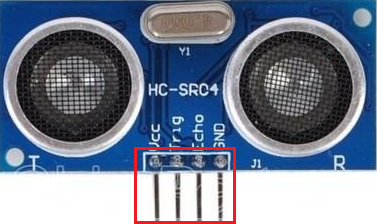 Y1
HC-SR04
Vcc
Trig
Echo
GND
T
J1
R